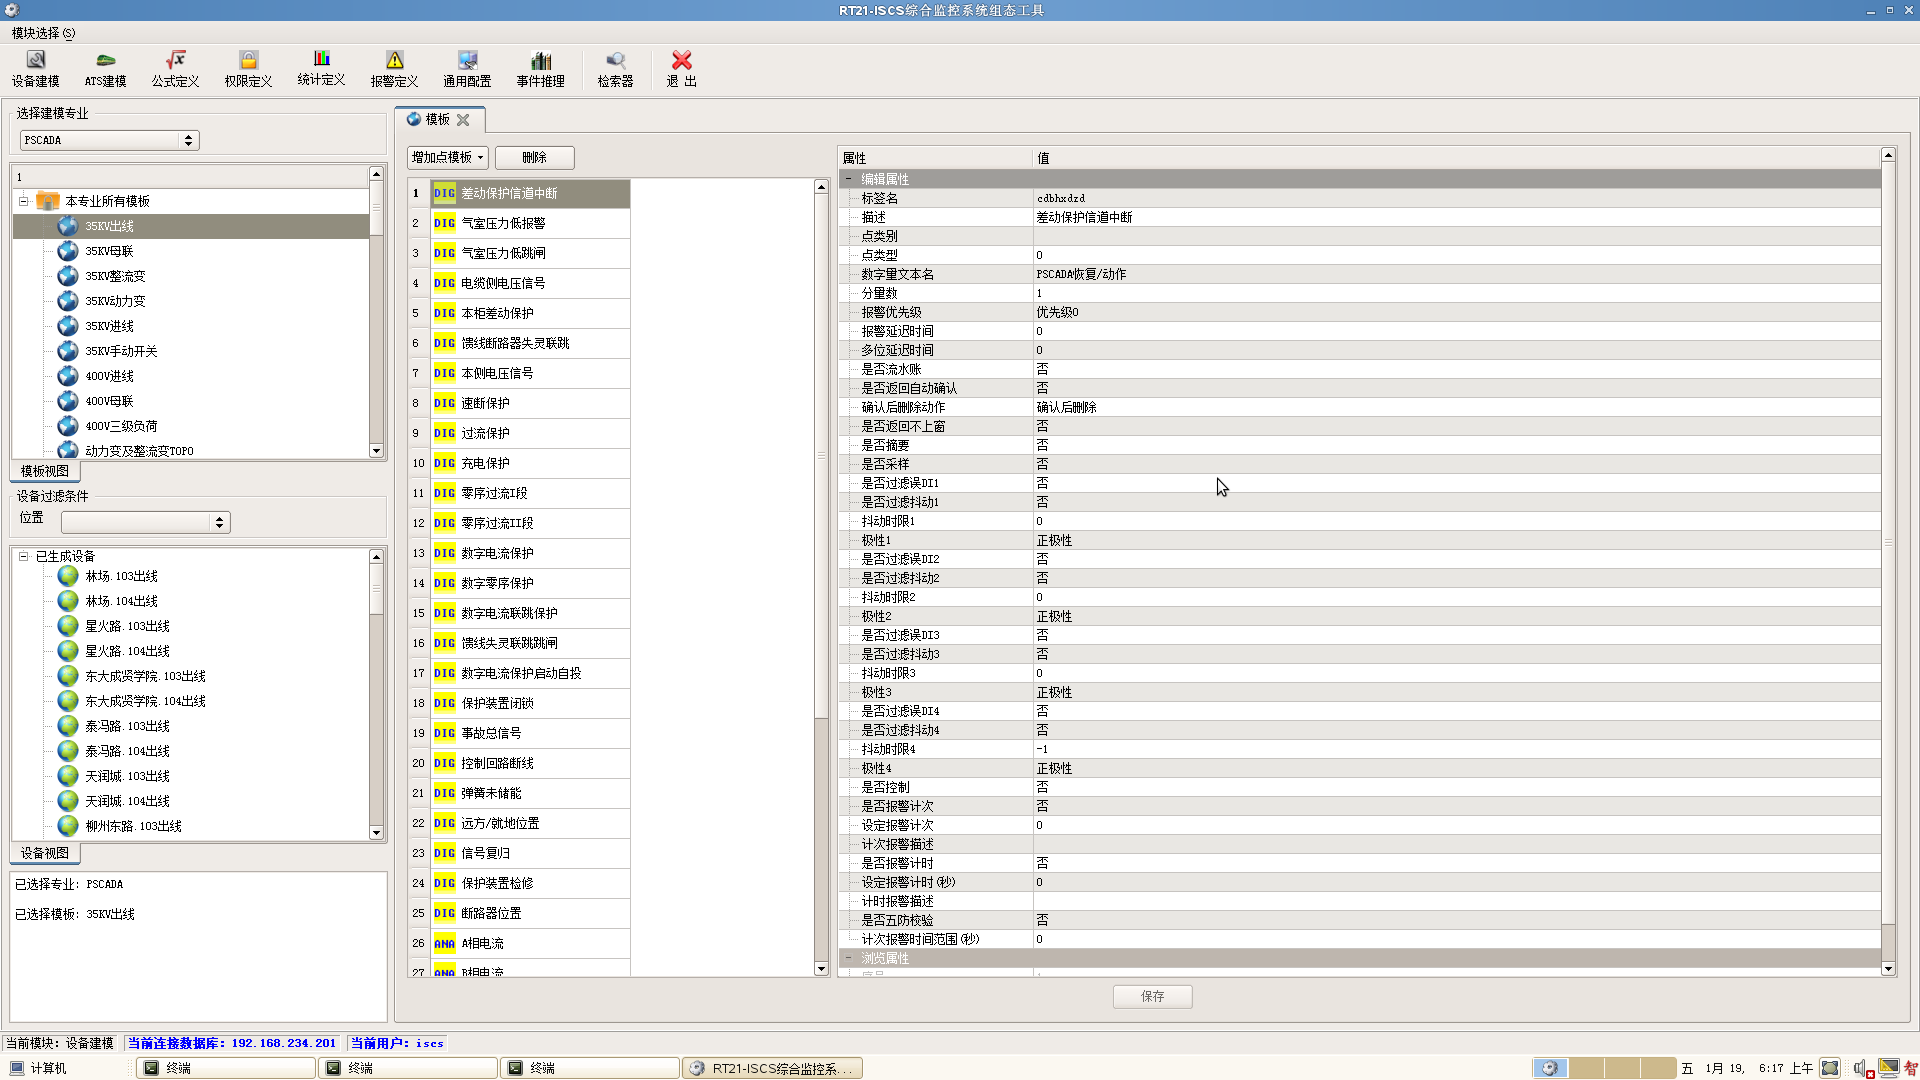 RT21-ISCS综合监控系统组态工具
模块选择(S)
设备建模
ATS建模
公式定义
权限定义
统计定义
报警定义
通用配置
事件推理
检索器
退 出
选择建模专业
PSCADA
1
本专业所有模板
35KV出线
35KV母联
35KV整流变
35KV动力变
35KV进线
35KV手动开关
400V进线
400V母联
400V三级负荷
动力变及整流变TOPO
模板视图
设备过滤条件
位置
已生成设备
林场.103出线
林场.104出线
星火路.103出线
星火路.104出线
东大成贤学院.103出线
东大成贤学院.104出线
泰冯路.103出线
泰冯路.104出线
天润城.103出线
天润城.104出线
柳州东路.103出线
设备视图
已选择专业: PSCADA
已选择模板: 35KV出线
模板
增加点模板 删除
1 DIG 差动保护信道中断
2 DIG 气室压力低报警
3 DIG 气室压力低跳闸
4 DIG 电缆侧电压信号
5 DIG 本柜差动保护
6 DIG 馈线断路器失灵联跳
7 DIG 本侧电压信号
8 DIG 速断保护
9 DIG 过流保护
10 DIG 充电保护
11 DIG 零序过流I段
12 DIG 零序过流II段
13 DIG 数字电流保护
14 DIG 数字零序保护
15 DIG 数字电流联跳保护
16 DIG 馈线失灵联跳跳闸
17 DIG 数字电流保护启动自投
18 DIG 保护装置闭锁
19 DIG 事故总信号
20 DIG 控制回路断线
21 DIG 弹簧未储能
22 DIG 远方/就地位置
23 DIG 信号复归
24 DIG 保护装置检修
25 DIG 断路器位置
26 ANA A相电流
27 ANA B相电流
属性 值
编辑属性
标签名 cdbhxdzd
描述 差动保护信道中断
点类别
点类型 0
数字量文本名 PSCADA恢复/动作
分量数 1
报警优先级 优先级0
报警延迟时间 0
多位延迟时间 0
是否流水账 否
是否返回自动确认 否
确认后删除动作 确认后删除
是否返回不上窗 否
是否摘要 否
是否采样 否
是否过滤误DI1 否
是否过滤抖动1 否
抖动时限1 0
极性1 正极性
是否过滤误DI2 否
是否过滤抖动2 否
抖动时限2 0
极性2 正极性
是否过滤误DI3 否
是否过滤抖动3 否
抖动时限3 0
极性3 正极性
是否过滤误DI4 否
是否过滤抖动4 否
抖动时限4 -1
极性4 正极性
是否控制 否
是否报警计次 否
设定报警计次 0
计次报警描述
是否报警计时 否
设定报警计时(秒) 0
计时报警描述
是否五防校验 否
计次报警时间范围(秒) 0
浏览属性
保存
当前模块: 设备建模 当前连接数据库: 192.168.234.201 当前用户: iscs
计算机 终端 终端 终端 RT21-ISCS综合监控系... 五 1月 19, 6:17 上午 智